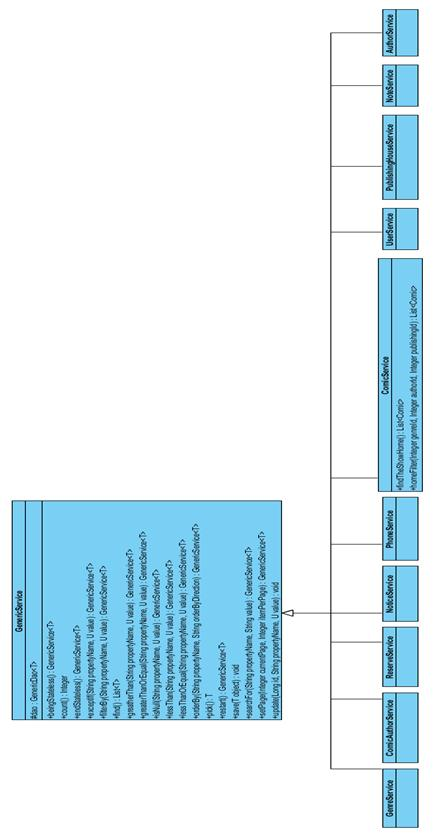 GenericService
#dao : GenericDao<T>
+beingStateless() : GenericService<T>
+count() : Integer
+endStateless() : GenericService<T>
+exceptIf(String propertyName, U value) : GenericService<T>
+filterBy(String propertyName, U value) : GenericService<T>
+find() : List<T>
+greatherThan(String propertyName, U value) : GenericService<T>
+greaterThanOrEqual(String propertyName, U value) : GenericService<T>
+isNull(String propertyName, U value) : GenericService<T>
+lessThan(String propertyName, U value) : GenericService<T>
+lessThanOrEqual(String propertyName, U value) : GenericService<T>
+orderBy(String propertyName, String orderByDirection) : GenericService<T>
+pick() : T
+restart() : GenericService<T>
+save(T object) : void
+searchFor(String propertyName, String value) : GenericService<T>
+setPage(Integer currentPage, Integer itemPerPage) : GenericService<T>
+update(Long id, String propertyName, U value) : void
GenreService
ComicAuthorService
ReserveService
NoticeService
PhoneService
ComicService
+findTheShowHome() : List<Comic>
+homeFilter(Integer genreId, Integer authorId, Integer publishingId) : List<Comic>
UserService
PublishingHouseService
NoteService
AuthorService